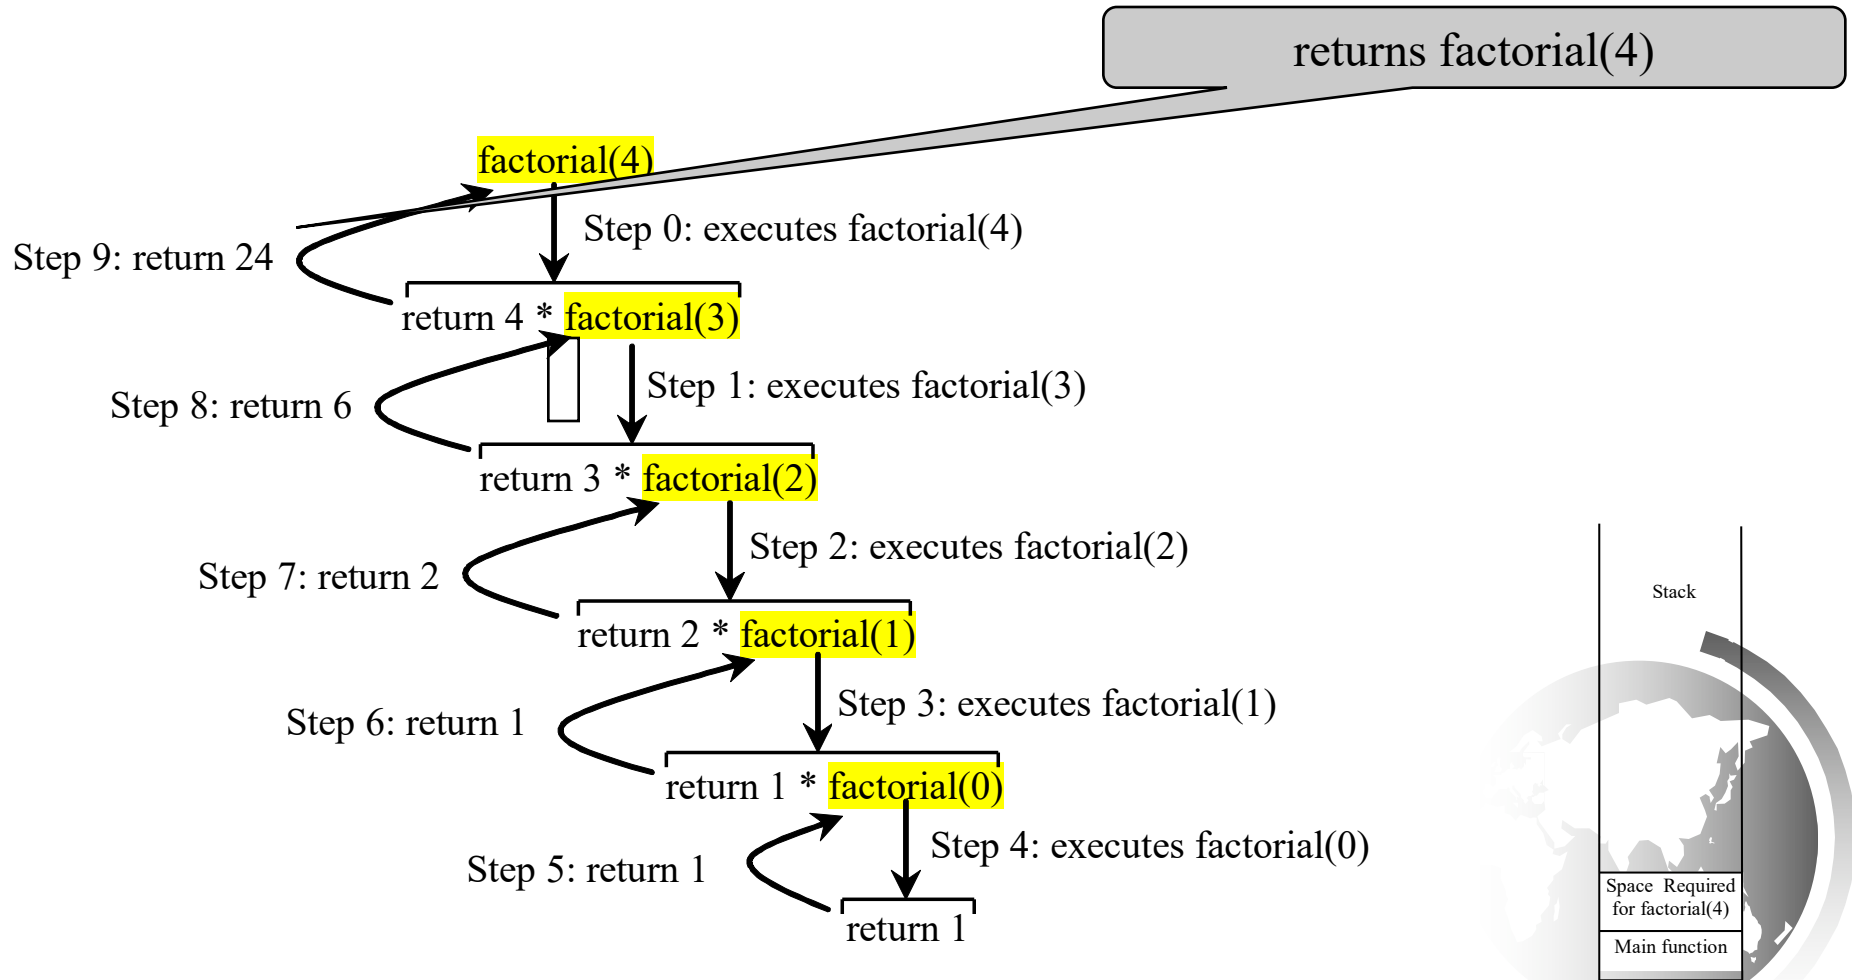 returns factorial(4)
factorial(4)
Step 0: executes factorial(4)
Step 9: return 24
return 4 * factorial(3)
Step 1: executes factorial(3)
Step 8: return 6
return 3 * factorial(2)
Step 2: executes factorial(2)
Step 7: return 2
Stack
return 2 * factorial(1)
Step 3: executes factorial(1)
Step 6: return 1
return 1 * factorial(0)
Step 4: executes factorial(0)
Step 5: return 1
Space Required
for factorial(4)
return 1
Main function